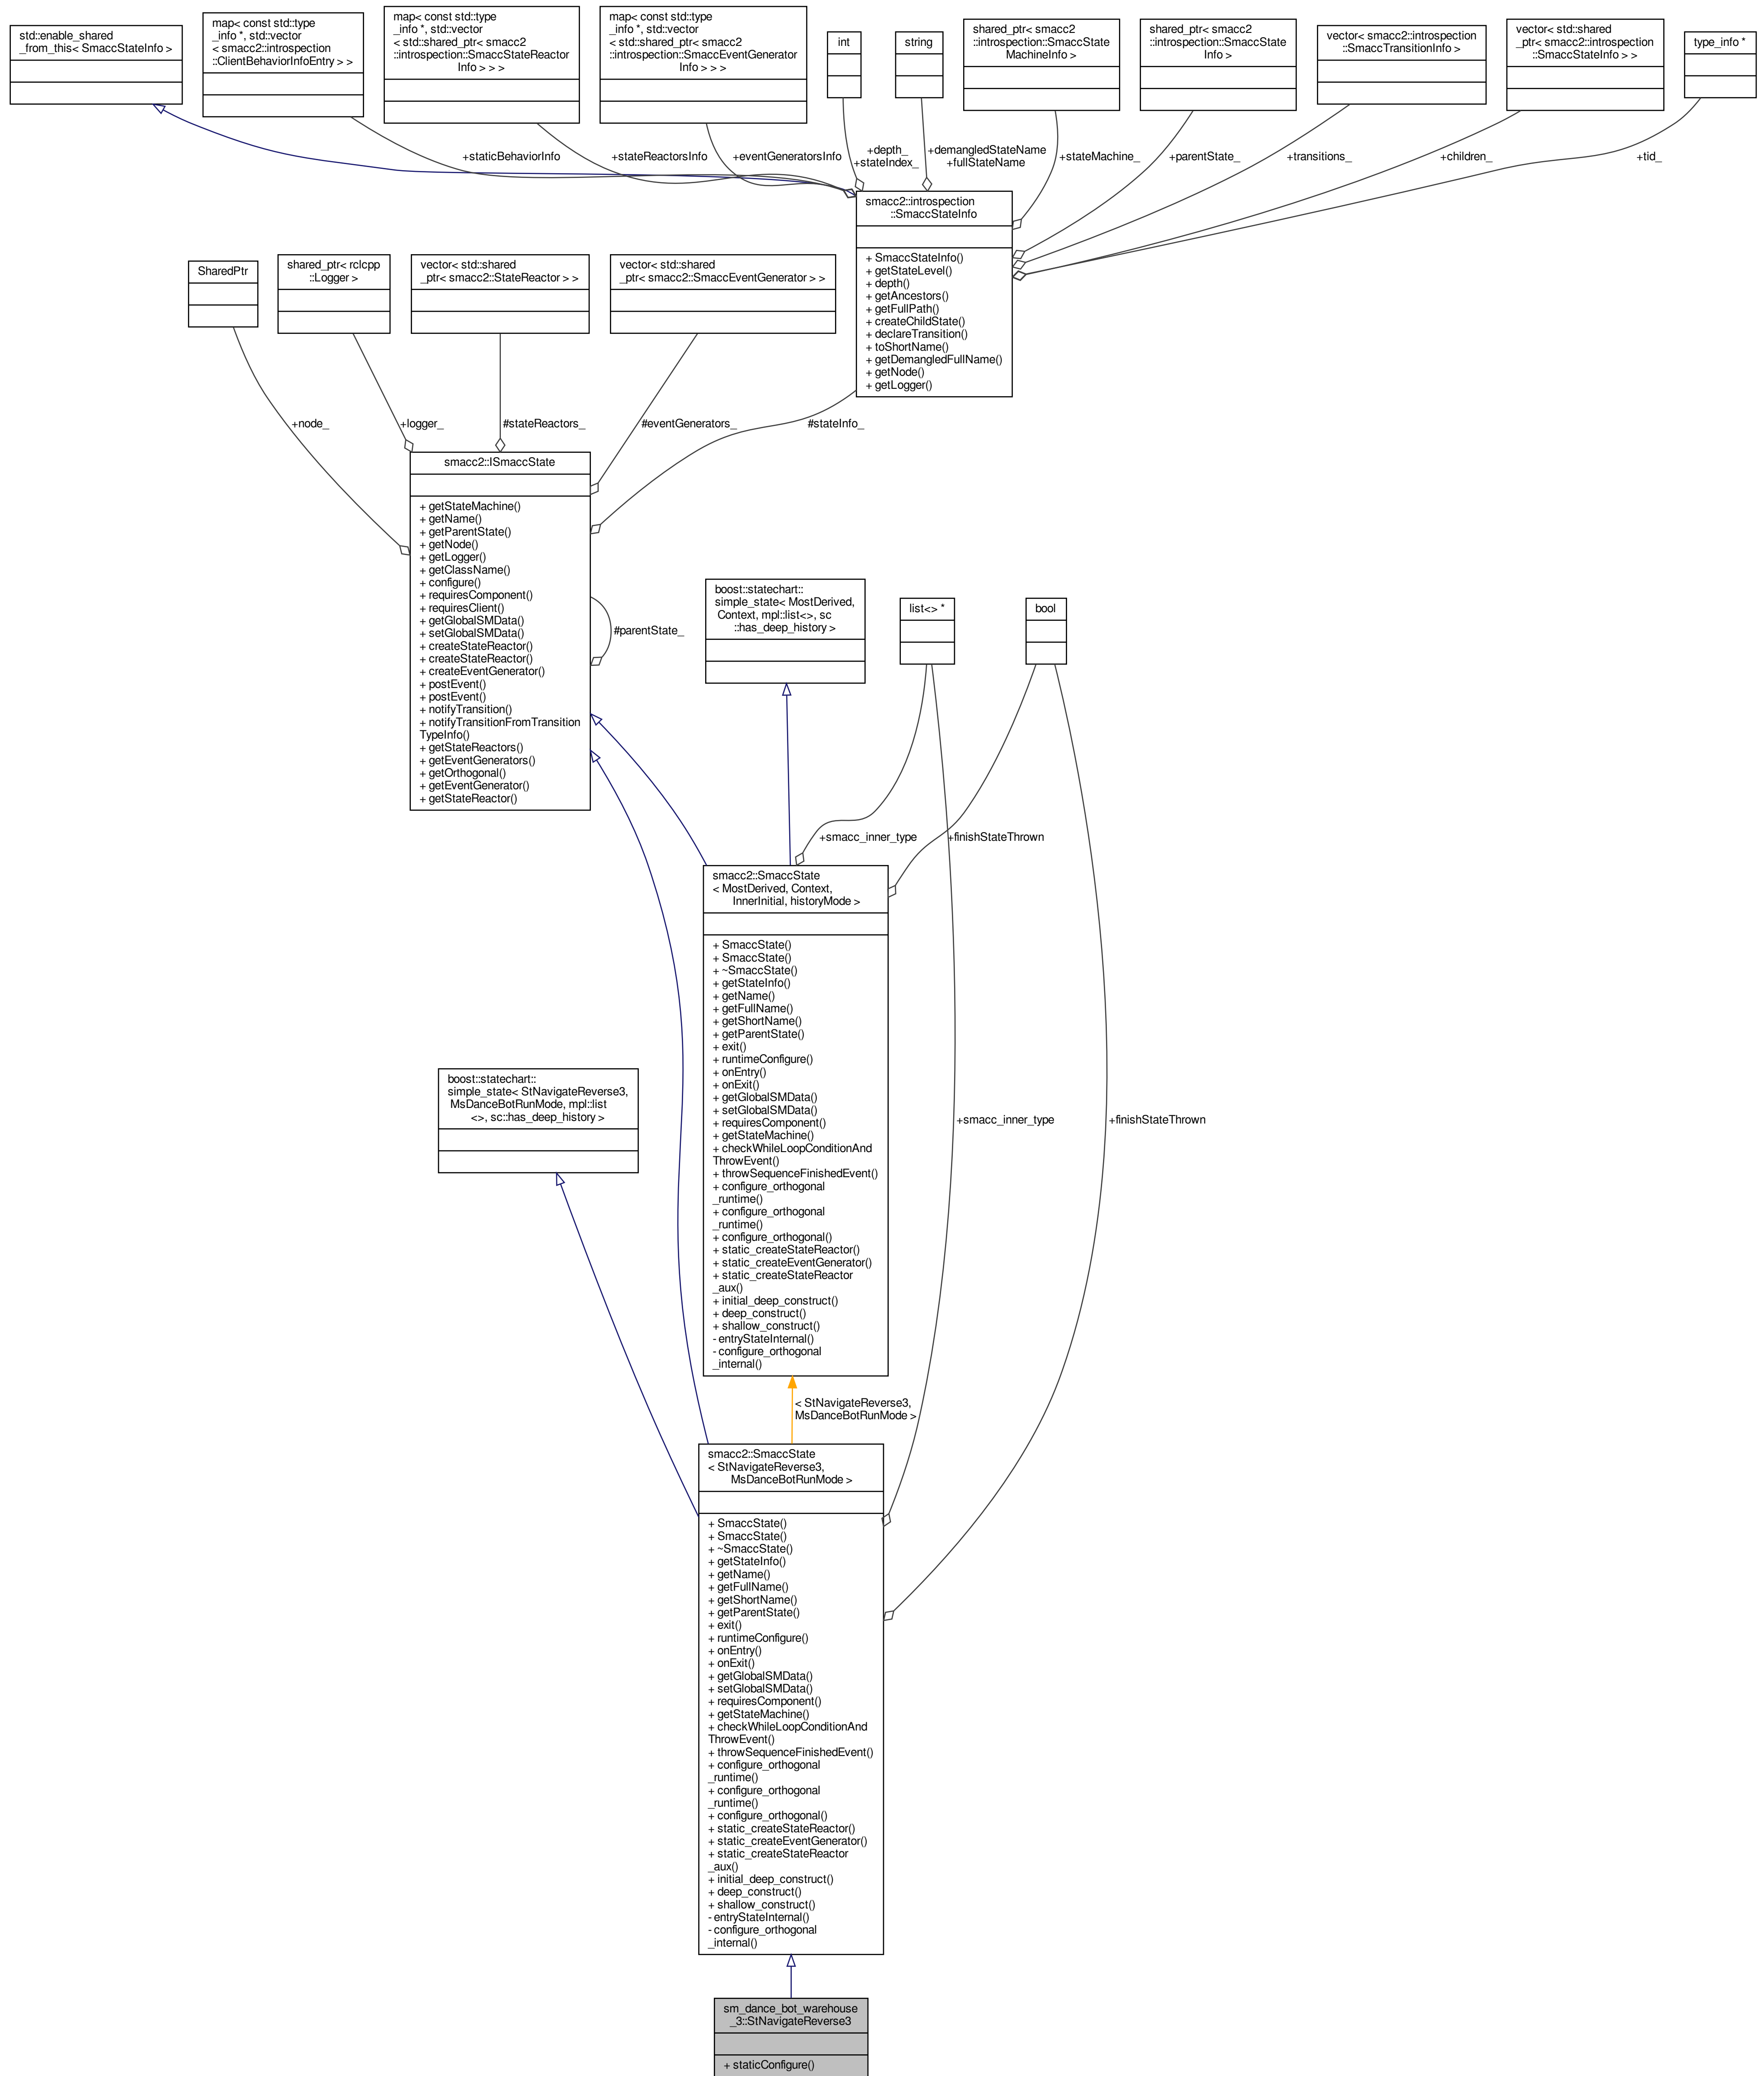 std::enable_shared
_from_this< SmaccStateInfo >
map< const std::type
_info *, std::vector
< smacc2::introspection
::ClientBehaviorInfoEntry > >
map< const std::type
_info *, std::vector
< std::shared_ptr< smacc2
::introspection::SmaccStateReactor
Info > > >
map< const std::type
_info *, std::vector
< std::shared_ptr< smacc2
::introspection::SmaccEventGenerator
Info > > >
int
string
shared_ptr< smacc2
::introspection::SmaccState
MachineInfo >
shared_ptr< smacc2
::introspection::SmaccState
Info >
vector< smacc2::introspection
::SmaccTransitionInfo >
vector< std::shared
_ptr< smacc2::introspection
::SmaccStateInfo > >
type_info *
+staticBehaviorInfo
+stateReactorsInfo
+eventGeneratorsInfo
+depth_
+stateIndex_
+demangledStateName
+fullStateName
+stateMachine_
+parentState_
+transitions_
+children_
+tid_
smacc2::introspection
::SmaccStateInfo
+ SmaccStateInfo()
+ getStateLevel()
+ depth()
+ getAncestors()
+ getFullPath()
+ createChildState()
+ declareTransition()
+ toShortName()
+ getDemangledFullName()
+ getNode()
+ getLogger()
SharedPtr
shared_ptr< rclcpp
::Logger >
vector< std::shared
_ptr< smacc2::StateReactor > >
vector< std::shared
_ptr< smacc2::SmaccEventGenerator > >
+node_
+logger_
#stateReactors_
#eventGenerators_
#stateInfo_
smacc2::ISmaccState
+ getStateMachine()
+ getName()
+ getParentState()
+ getNode()
+ getLogger()
+ getClassName()
+ configure()
+ requiresComponent()
+ requiresClient()
+ getGlobalSMData()
+ setGlobalSMData()
+ createStateReactor()
+ createStateReactor()
+ createEventGenerator()
+ postEvent()
+ postEvent()
+ notifyTransition()
+ notifyTransitionFromTransition
TypeInfo()
+ getStateReactors()
+ getEventGenerators()
+ getOrthogonal()
+ getEventGenerator()
+ getStateReactor()
#parentState_
boost::statechart::
simple_state< MostDerived,
Context, mpl::list<>, sc
::has_deep_history >
list<> *
bool
+smacc_inner_type
+finishStateThrown
smacc2::SmaccState
< MostDerived, Context,
InnerInitial, historyMode >
+ SmaccState()
+ SmaccState()
+ ~SmaccState()
+ getStateInfo()
+ getName()
+ getFullName()
+ getShortName()
+ getParentState()
+ exit()
+ runtimeConfigure()
+ onEntry()
+ onExit()
+ getGlobalSMData()
+ setGlobalSMData()
+ requiresComponent()
+ getStateMachine()
+ checkWhileLoopConditionAnd
ThrowEvent()
+ throwSequenceFinishedEvent()
+ configure_orthogonal
_runtime()
+ configure_orthogonal
_runtime()
+ configure_orthogonal()
+ static_createStateReactor()
+ static_createEventGenerator()
+ static_createStateReactor
_aux()
+ initial_deep_construct()
+ deep_construct()
+ shallow_construct()
- entryStateInternal()
- configure_orthogonal
_internal()
boost::statechart::
simple_state< StNavigateReverse3,
MsDanceBotRunMode, mpl::list
<>, sc::has_deep_history >
+smacc_inner_type
+finishStateThrown
< StNavigateReverse3,
MsDanceBotRunMode >
smacc2::SmaccState
< StNavigateReverse3,
MsDanceBotRunMode >
+ SmaccState()
+ SmaccState()
+ ~SmaccState()
+ getStateInfo()
+ getName()
+ getFullName()
+ getShortName()
+ getParentState()
+ exit()
+ runtimeConfigure()
+ onEntry()
+ onExit()
+ getGlobalSMData()
+ setGlobalSMData()
+ requiresComponent()
+ getStateMachine()
+ checkWhileLoopConditionAnd
ThrowEvent()
+ throwSequenceFinishedEvent()
+ configure_orthogonal
_runtime()
+ configure_orthogonal
_runtime()
+ configure_orthogonal()
+ static_createStateReactor()
+ static_createEventGenerator()
+ static_createStateReactor
_aux()
+ initial_deep_construct()
+ deep_construct()
+ shallow_construct()
- entryStateInternal()
- configure_orthogonal
_internal()
sm_dance_bot_warehouse
_3::StNavigateReverse3
+ staticConfigure()